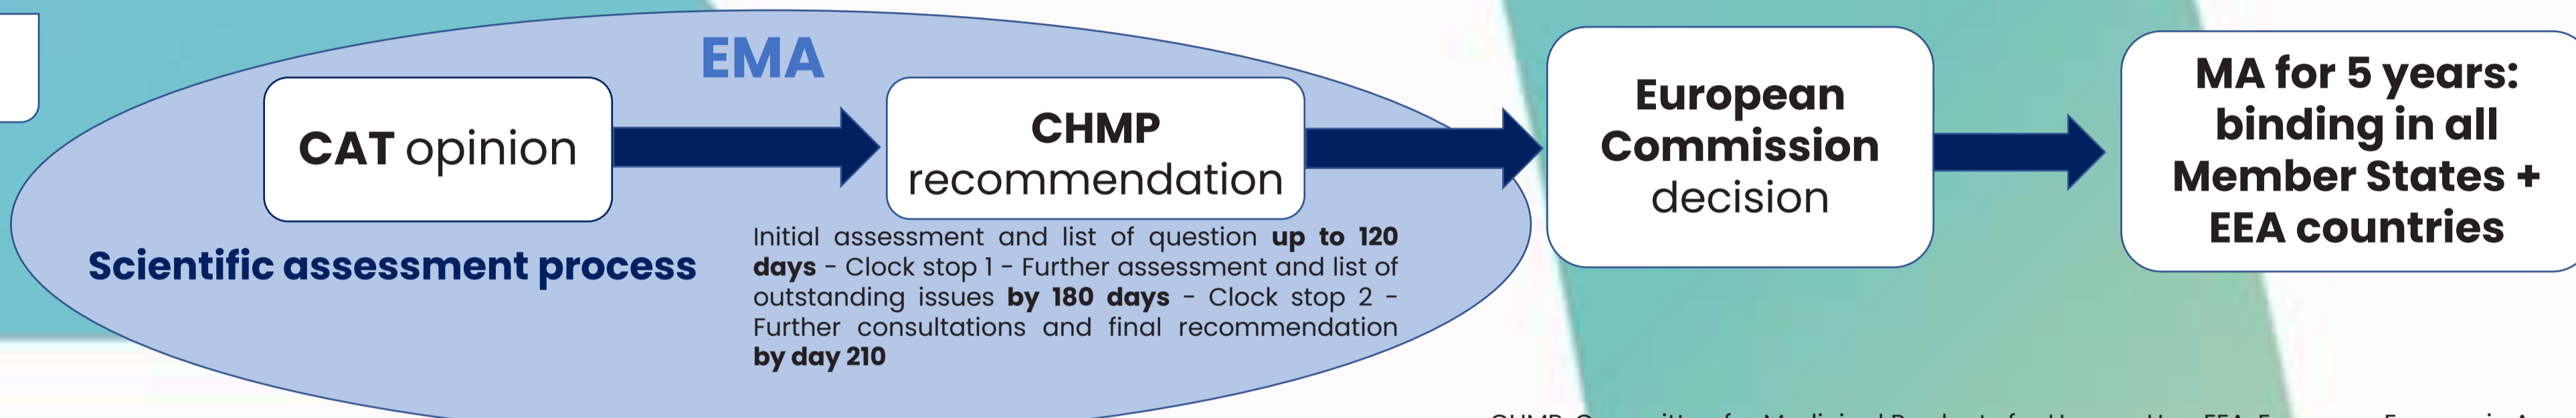 EMA
CAT opinion
CHMP
recommendation
European
Commission
decision
MA for 5 years:
binding in all
Member States +
EEA countries
Scientific assessment process
Initial assessment and list of question up to 120
days - Clock stop 1 - Further assessment and list of
outstanding issues by 180 days - Clock stop 2 -
Further consultations and final recommendation
by day 210